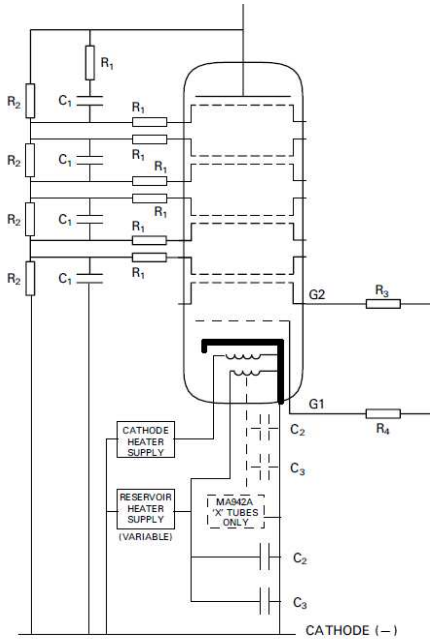 R1
R2
C1
R1
R1
R2
C1
R1
R1
R2
C1
R1
R2
C1
R1
G2
R3
G1
R4
CATHODE
HEATER
SUPPLY
C2
C3
RESERVOIR
HEATER
SUPPLY
(VARIABLE)
MA942A
'X' TUBES
ONLY
C2
C3
CATHODE (−)